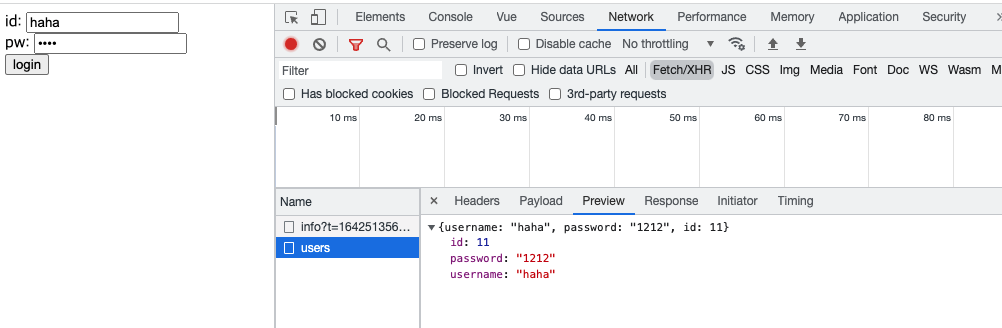 id: haha
pw: ••••
login
Elements Console Vue Sources Network Performance Memory Application Security
Preserve log Disable cache No throttling
Filter Invert Hide data URLs All Fetch/XHR JS CSS Img Media Font Doc WS Wasm M
Has blocked cookies Blocked Requests 3rd-party requests
10 ms 20 ms 30 ms 40 ms 50 ms 60 ms 70 ms 80 ms
Name × Headers Payload Preview Response Initiator Timing
info?t=164251356…
users
▼{username: "haha", password: "1212", id: 11}
id: 11
password: "1212"
username: "haha"